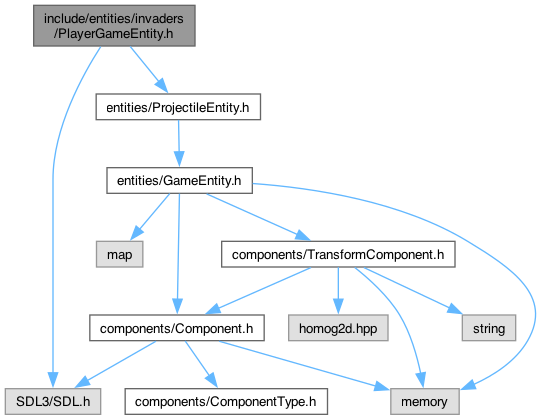 include/entities/invaders
/PlayerGameEntity.h
entities/ProjectileEntity.h
entities/GameEntity.h
map
components/TransformComponent.h
components/Component.h
homog2d.hpp
string
SDL3/SDL.h
components/ComponentType.h
memory